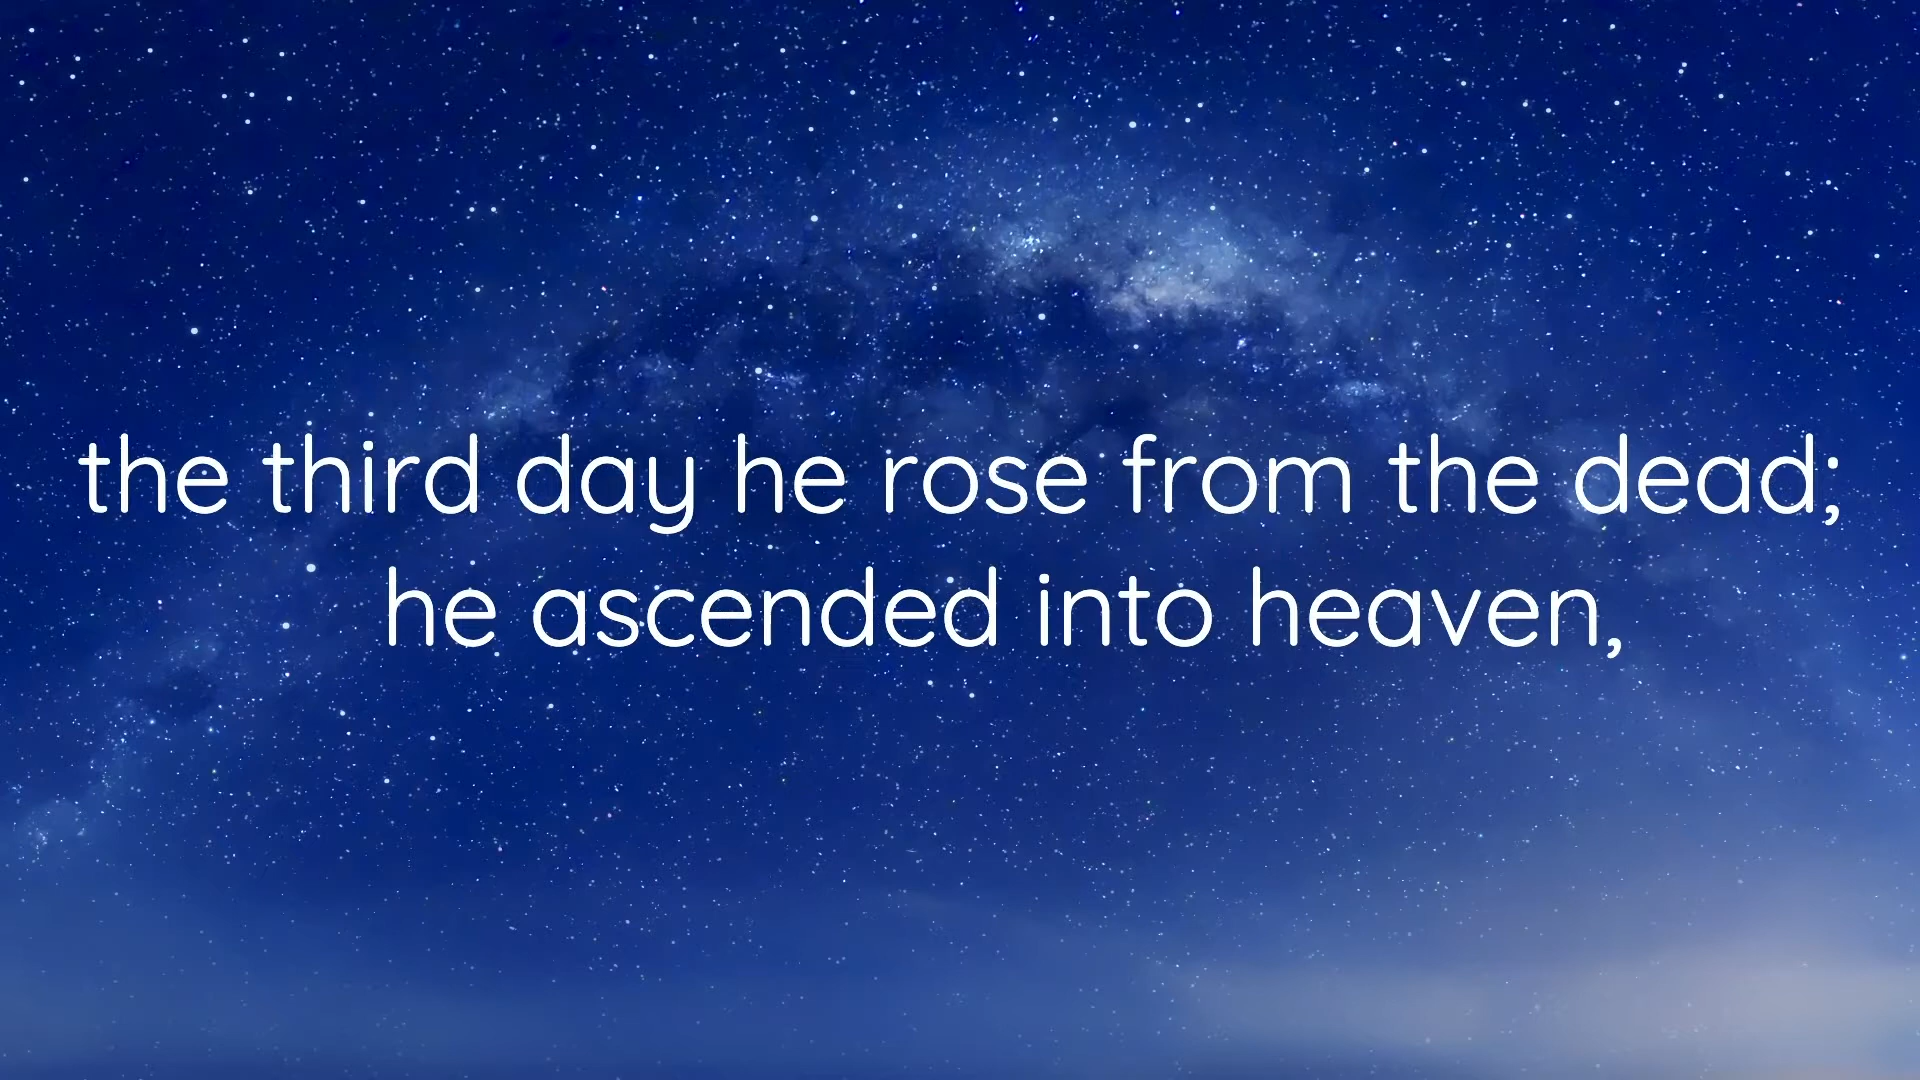 the third day he rose from the dead;
he ascended into heaven,